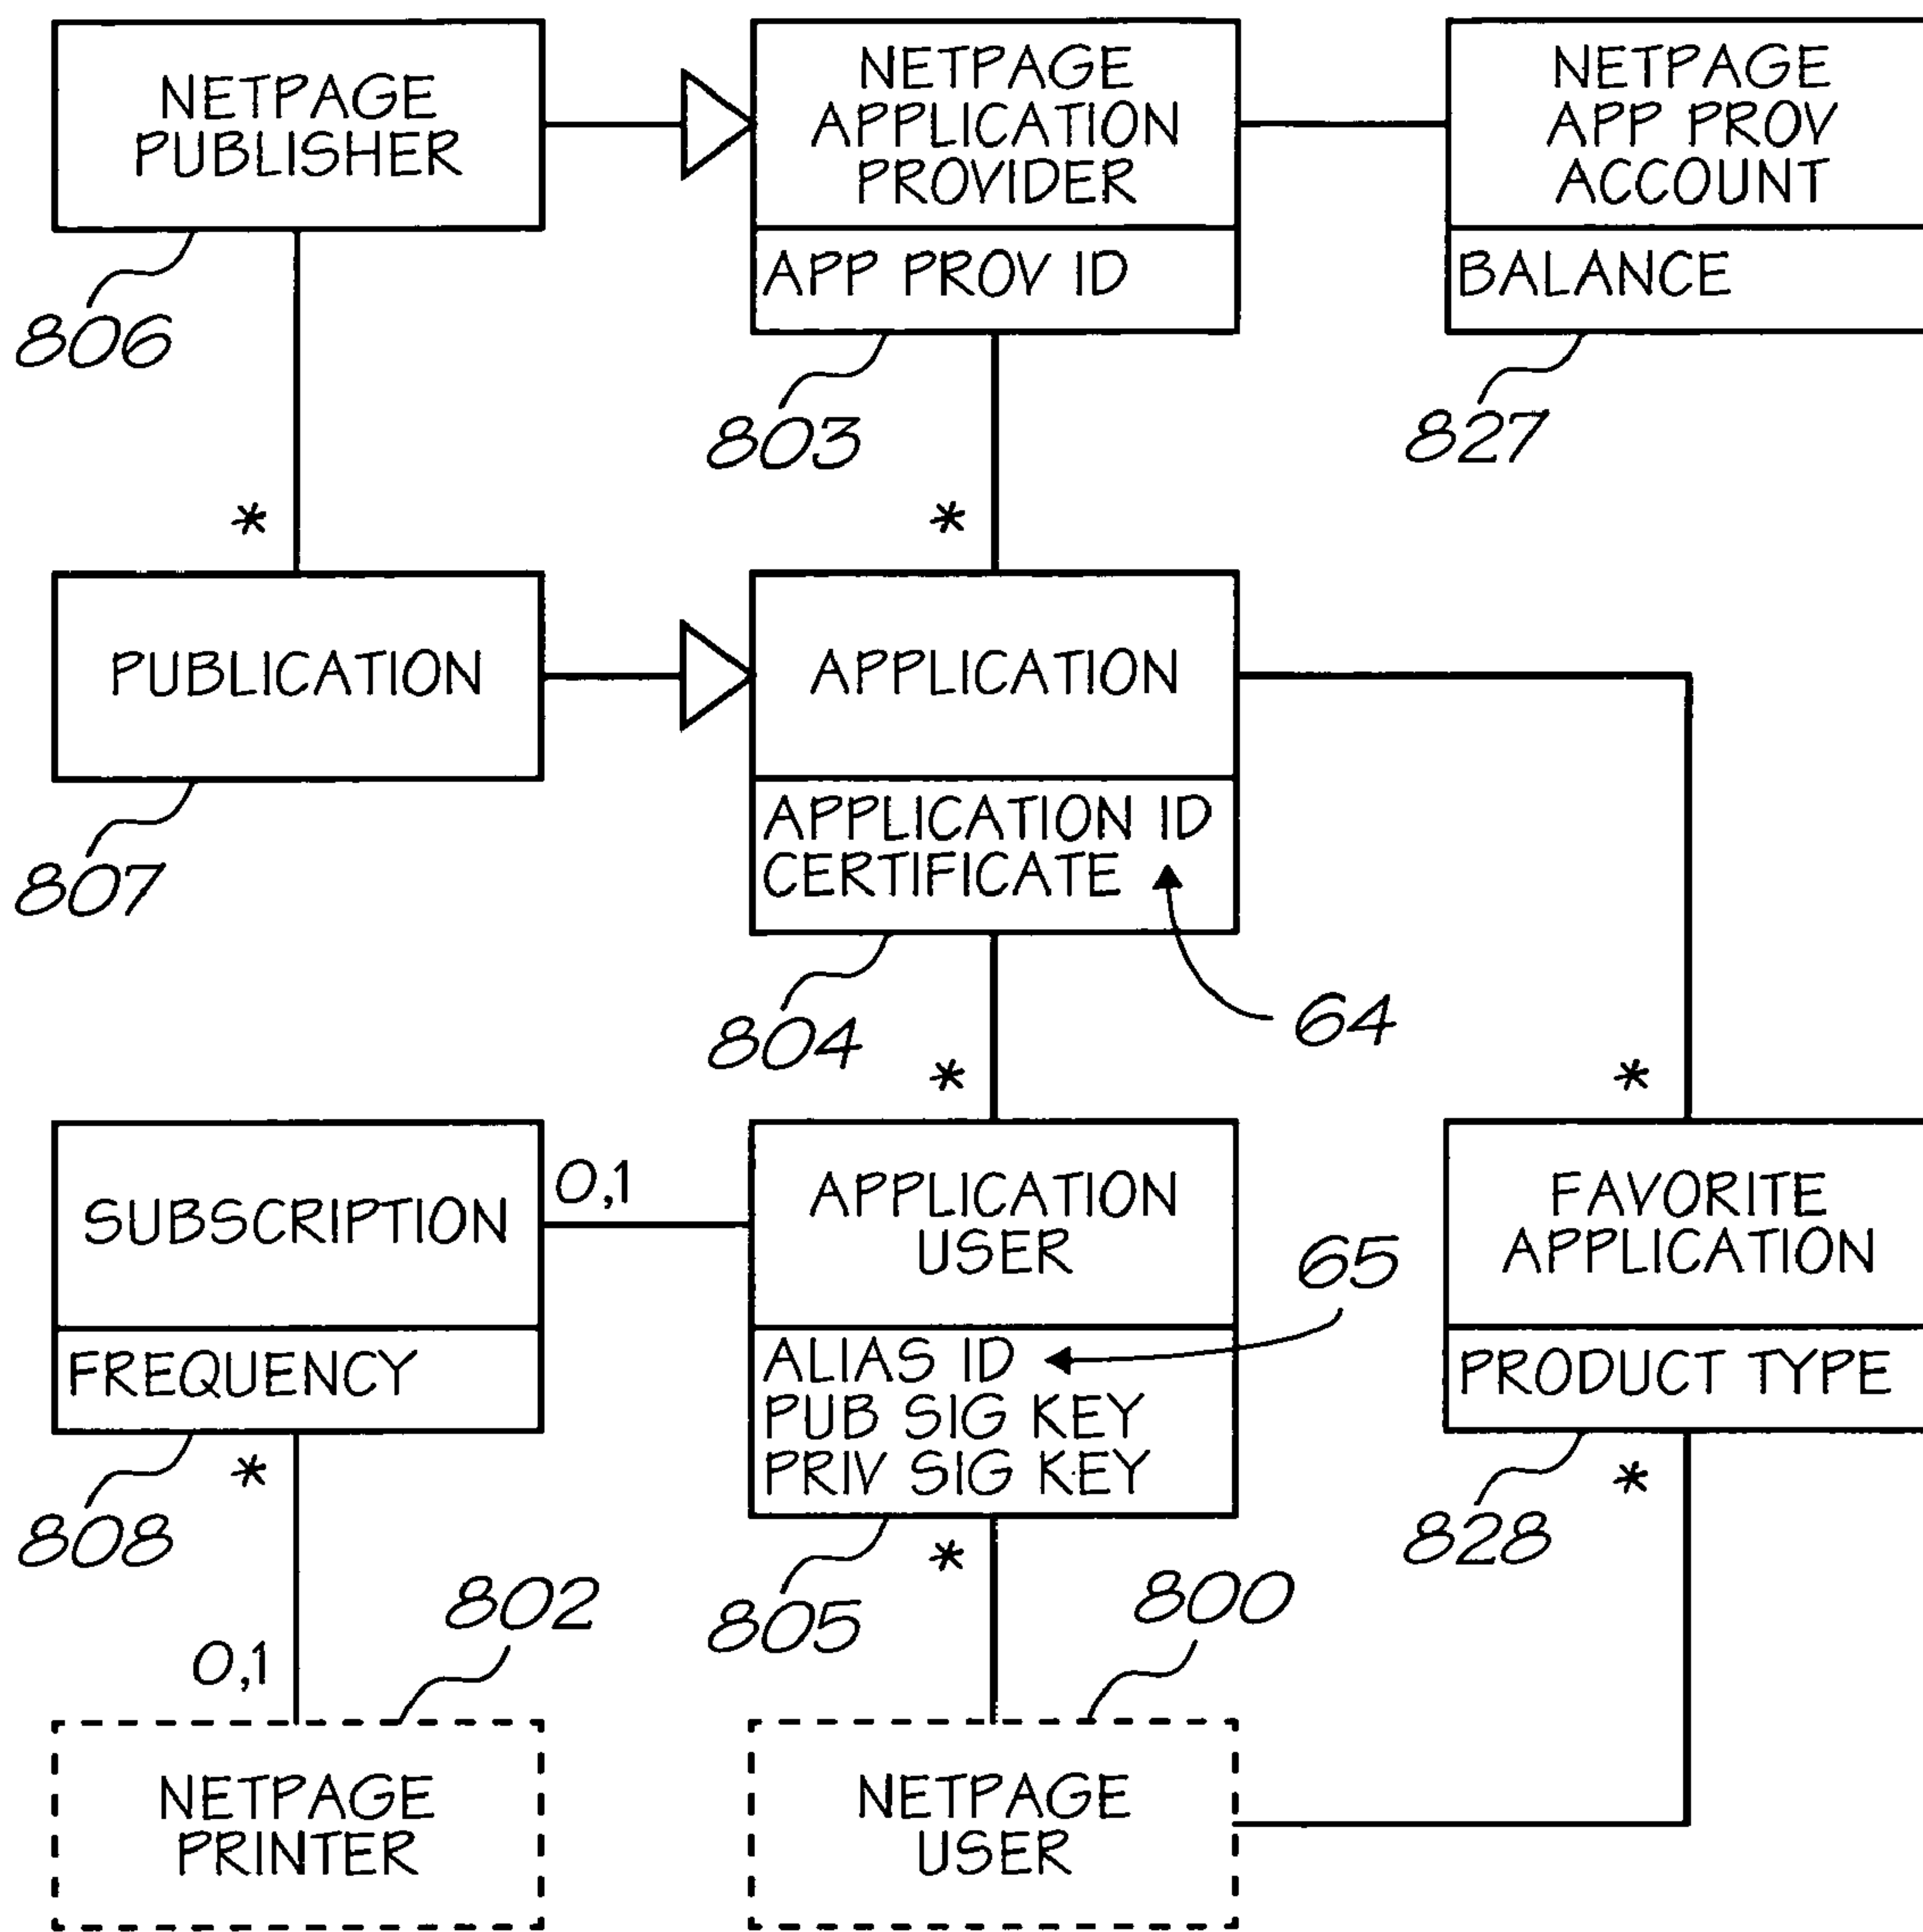 NETPAGE
PUBLISHER
806
NETPAGE
APPLICATION
PROVIDER
APP PROV ID
803
NETPAGE
APP PROV
ACCOUNT
BALANCE
827
*
*
PUBLICATION
807
APPLICATION
APPLICATION ID
CERTIFICATE
64
804
*
*
SUBSCRIPTION
FREQUENCY
808
0,1
APPLICATION
USER
65
ALIAS ID
PUB SIG KEY
PRIV SIG KEY
805
FAVORITE
APPLICATION
PRODUCT TYPE
828
*
*
*
0,1
802
800
NETPAGE
PRINTER
NETPAGE
USER